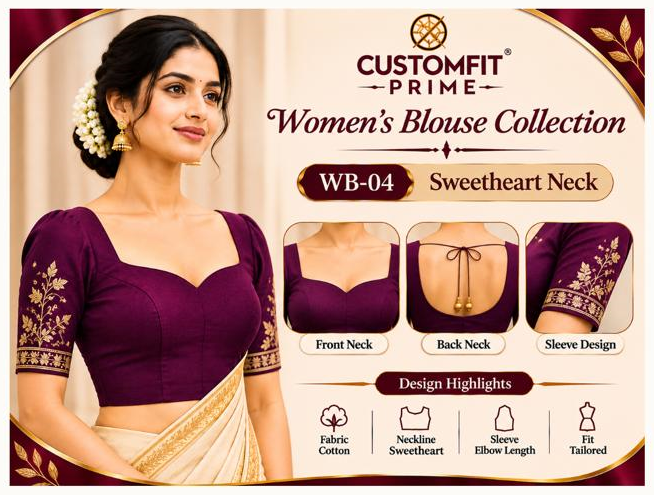 CUSTOMFIT®
PRIME
Women's Blouse Collection
WB-04 Sweetheart Neck
Front Neck
Back Neck
Sleeve Design
Design Highlights
Fabric
Cotton
Neckline
Sweetheart
Sleeve
Elbow Length
Fit
Tailored